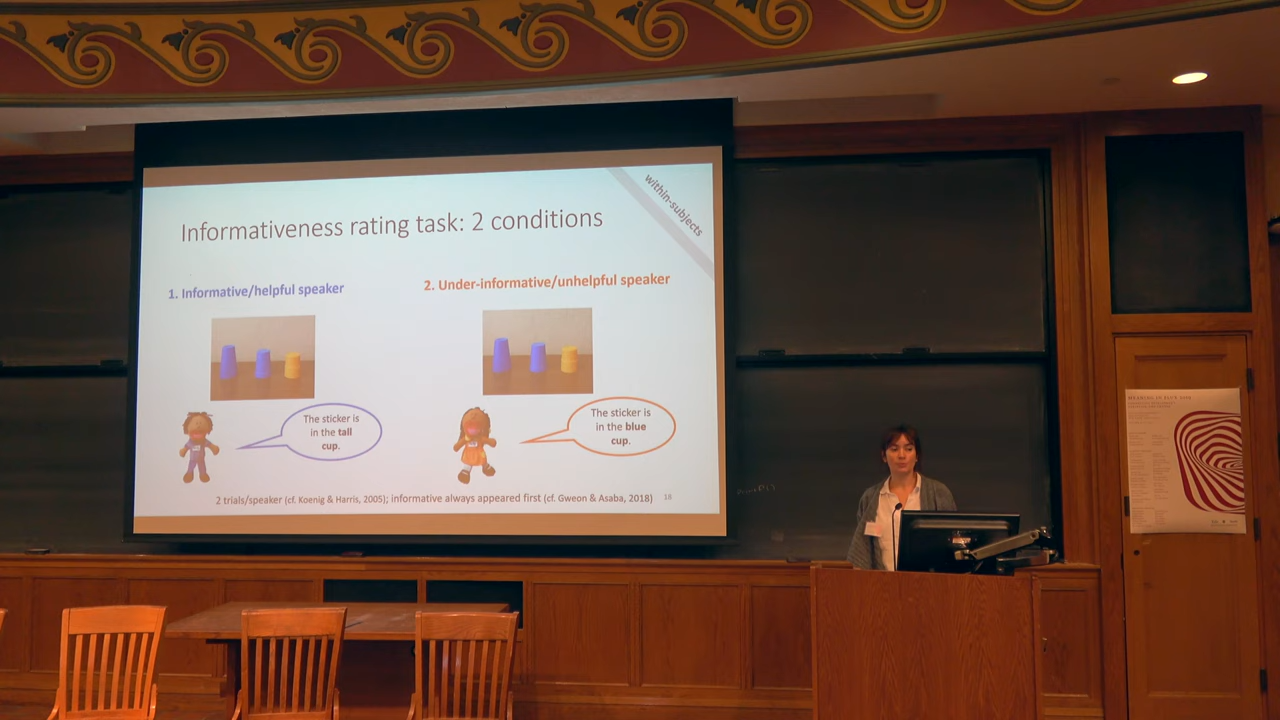 within-subjects
Informativeness rating task: 2 conditions
1. Informative/helpful speaker
2. Under-informative/unhelpful speaker
The sticker is
in the tall
cup.
The sticker is
in the blue
cup.
2 trials/speaker (cf. Koenig & Harris, 2005); informative always appeared first (cf. Gweon & Asaba, 2018)